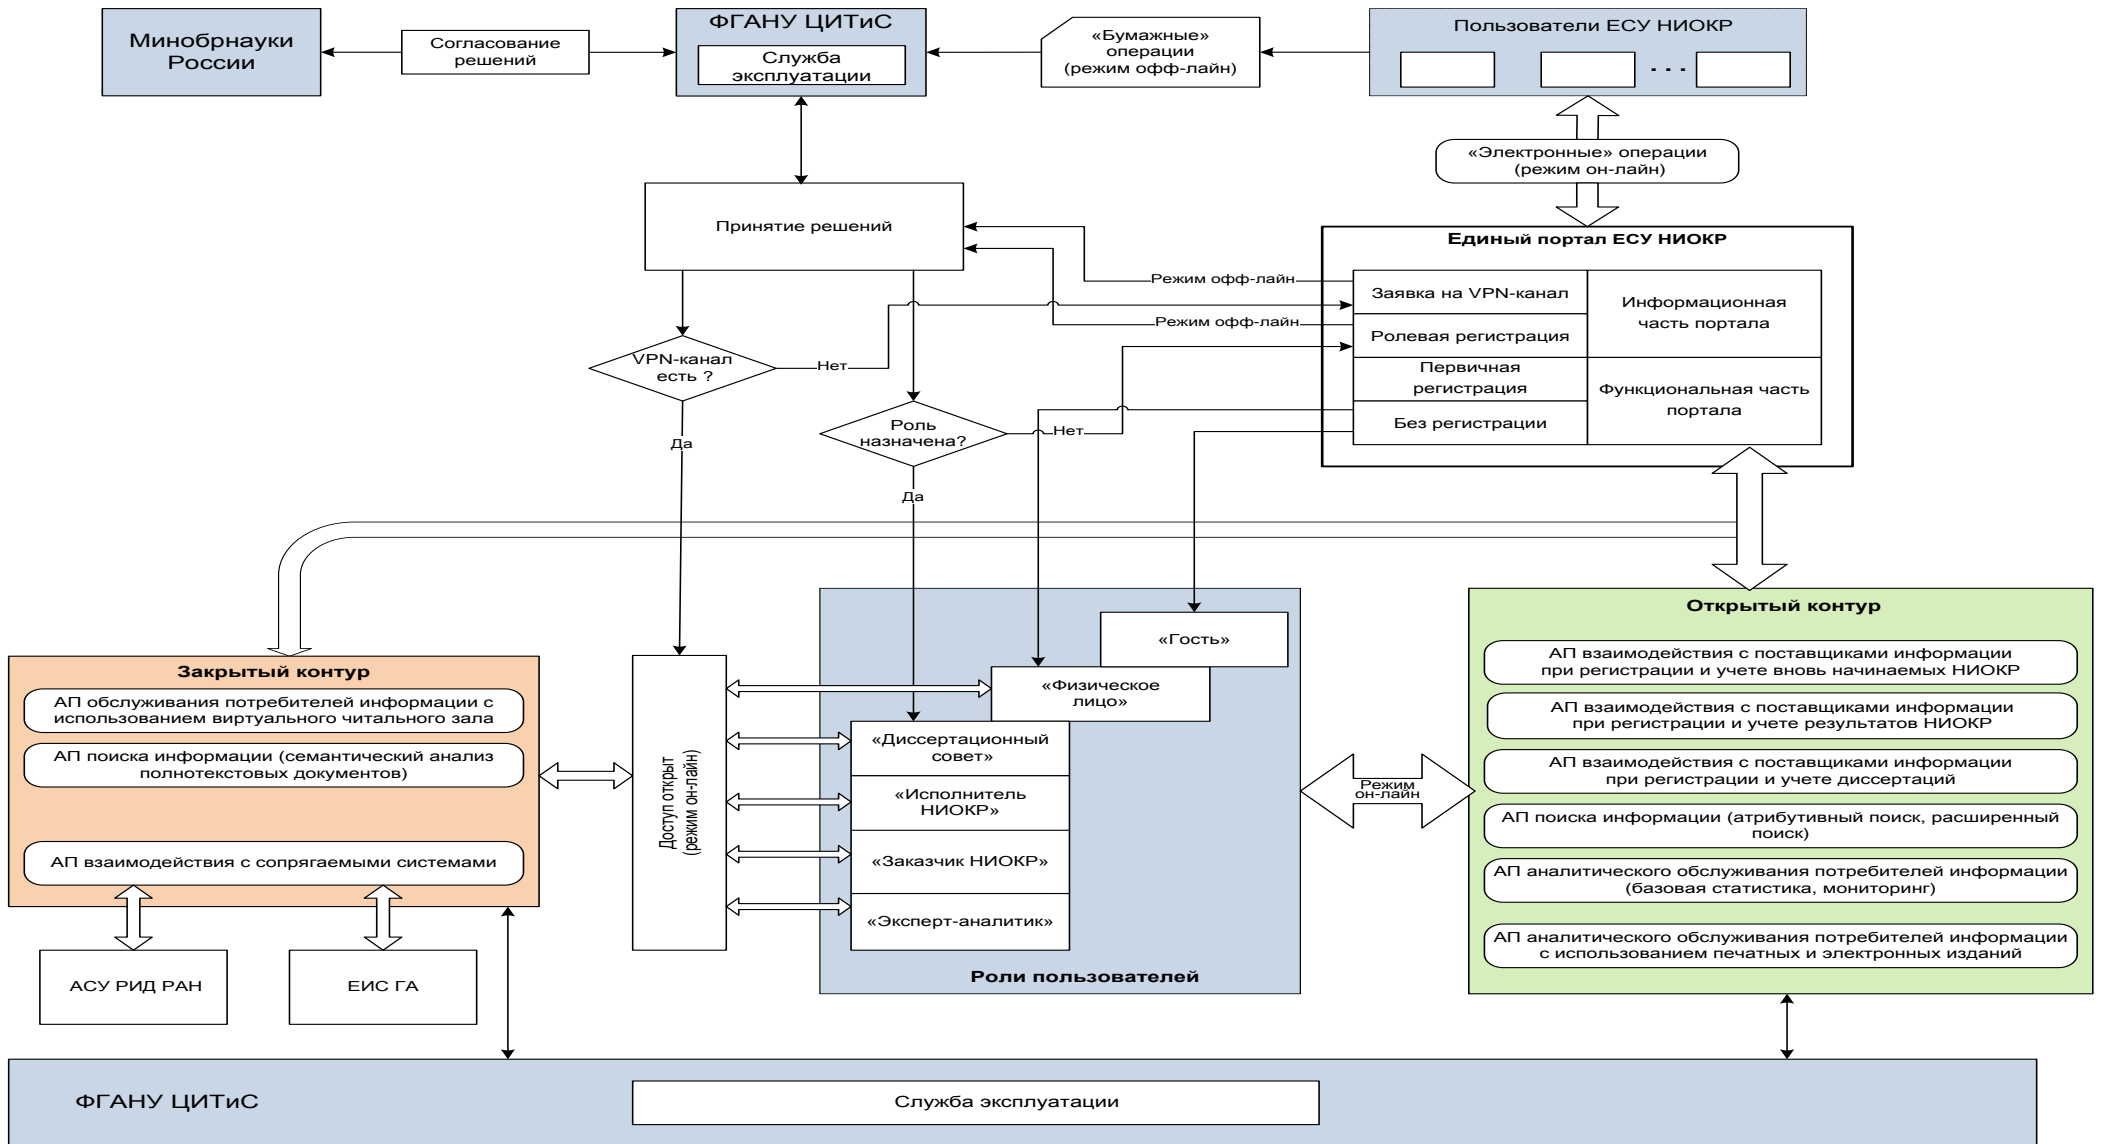 Минобрнауки
России
Согласование
решений
ФГАНУ ЦИТиС
Служба
эксплуатации
«Бумажные»
операции
(режим офф-лайн)
Пользователи ЕСУ НИОКР
. . .
«Электронные» операции
(режим он-лайн)
Принятие решений
Единый портал ЕСУ НИОКР
Режим офф-лайн
Заявка на VPN-канал
Информационная
часть портала
Режим офф-лайн
Ролевая регистрация
VPN-канал
есть ?
Нет
Первичная
регистрация
Функциональная часть
портала
Без регистрации
Роль
назначена?
Нет
Да
Да
Закрытый контур
АП обслуживания потребителей информации с
использованием виртуального читального зала
АП поиска информации (семантический анализ
полнотекстовых документов)
АП взаимодействия с сопрягаемыми системами
АСУ РИД РАН
ЕИС ГА
Доступ открыт
(режим он-лайн)
«Гость»
«Физическое
лицо»
«Диссертационный
совет»
«Исполнитель
НИОКР»
«Заказчик НИОКР»
«Эксперт-аналитик»
Роли пользователей
Режим
он-лайн
Открытый контур
АП взаимодействия с поставщиками информации
при регистрации и учете вновь начинаемых НИОКР
АП взаимодействия с поставщиками информации
при регистрации и учете результатов НИОКР
АП взаимодействия с поставщиками информации
при регистрации и учете диссертаций
АП поиска информации (атрибутивный поиск, расширенный
поиск)
АП аналитического обслуживания потребителей информации
(базовая статистика, мониторинг)
АП аналитического обслуживания потребителей информации
с использованием печатных и электронных изданий
ФГАНУ ЦИТиС
Служба эксплуатации